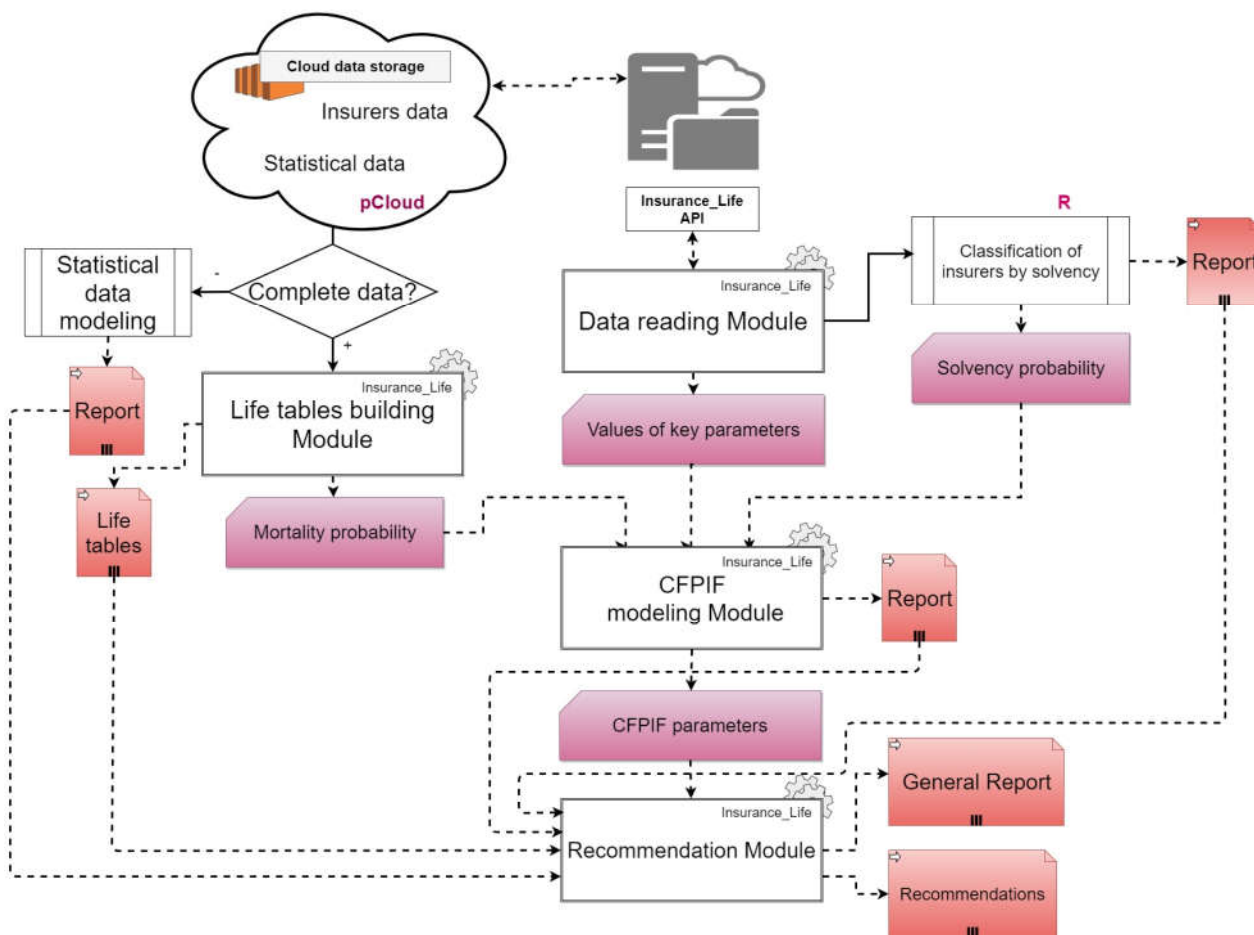 Cloud data storage
Insurers data
Statistical data
pCloud
Insurance_Life
API
R
Statistical
data
modeling
-
Complete data?
+
Insurance_Life
Data reading Module
Classification of
insurers by solvency
Report
Report
Insurance_Life
Life tables building
Module
Values of key parameters
Solvency probability
Life
tables
Mortality probability
Insurance_Life
CFPIF
modeling Module
Report
CFPIF parameters
Insurance_Life
Recommendation Module
General Report
Recommendations